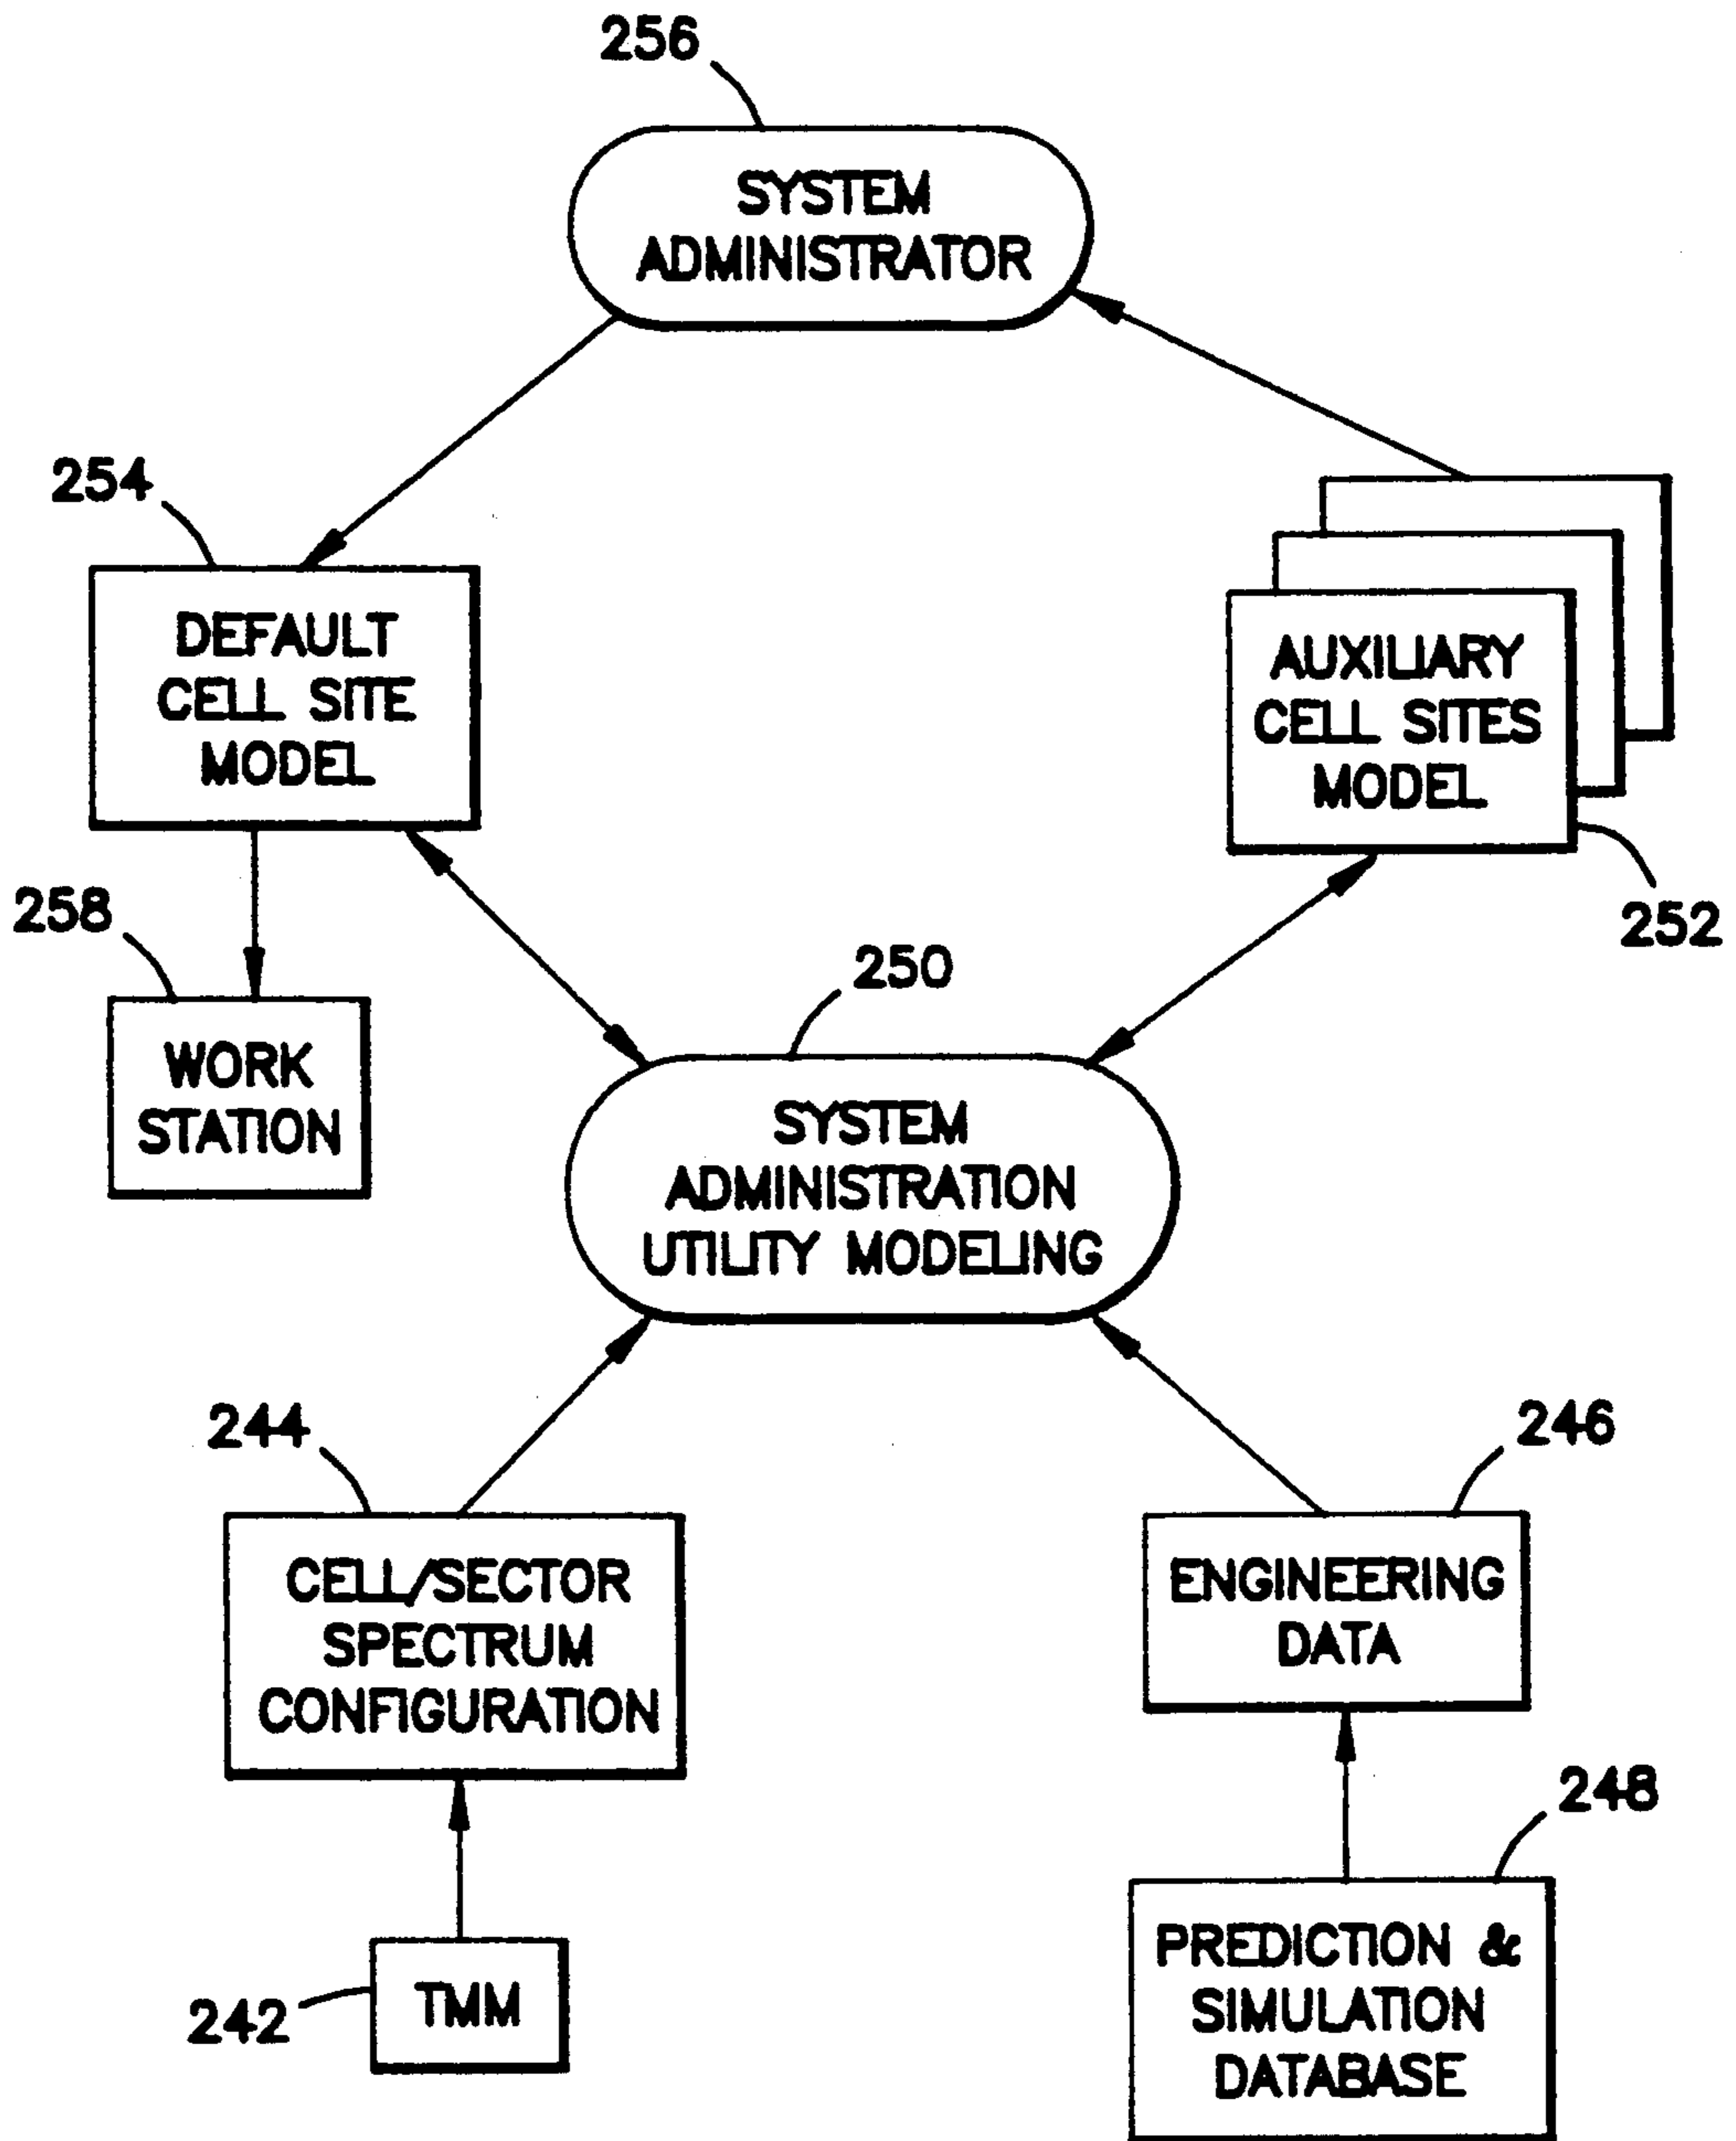 256
SYSTEM
ADMINISTRATOR
254
DEFAULT
CELL SITE
MODEL
AUXILIARY
CELL SITES
MODEL
252
258
WORK
STATION
250
SYSTEM
ADMINISTRATION
UTILITY MODELING
244
CELL/SECTOR
SPECTRUM
CONFIGURATION
246
ENGINEERING
DATA
242
TMM
248
PREDICTION &
SIMULATION
DATABASE